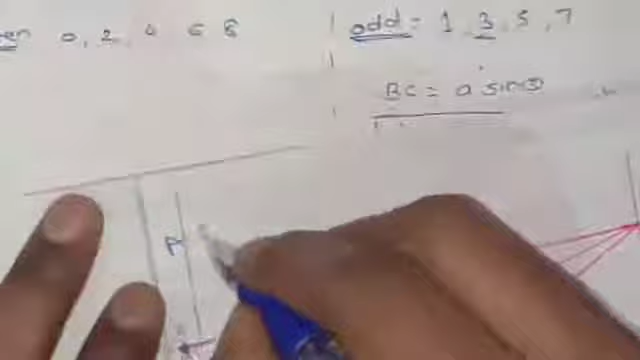 0, 2, 4 6 8
odd = 1, 3, 5, 7
BC = a sinθ